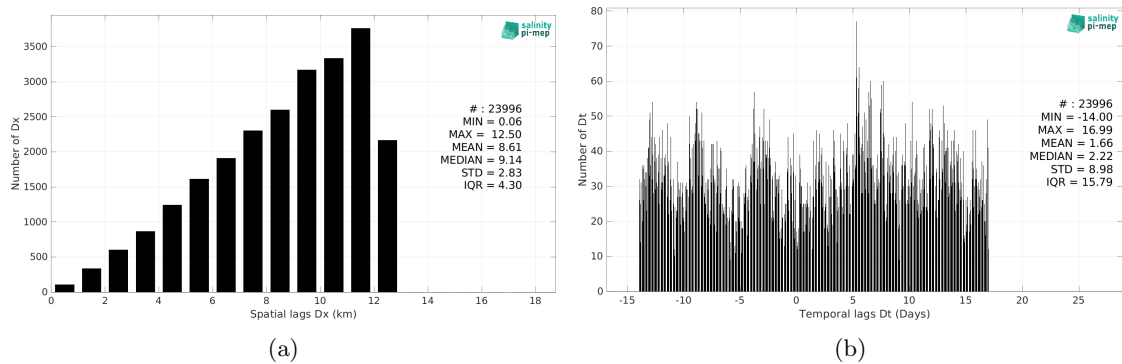 salinity
pi-mep
3500
3000
2500
2000
1500
1000
500
0
Number of Dx
# : 23996
MIN = 0.06
MAX = 12.50
MEAN = 8.61
MEDIAN = 9.14
STD = 2.83
IQR = 4.30
0 2 4 6 8 10 12 14 16 18
Spatial lags Dx (km)
(a)
salinity
pi-mep
80
70
60
50
40
30
20
10
0
Number of Dt
# : 23996
MIN = -14.00
MAX = 16.99
MEAN = 1.66
MEDIAN = 2.22
STD = 8.98
IQR = 15.79
-15 -10 -5 0 5 10 15 20 25
Temporal lags Dt (Days)
(b)